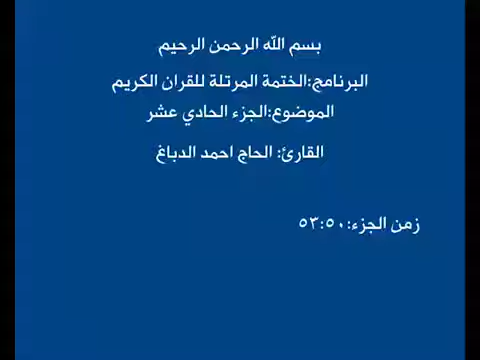 بسم الله الرحمن الرحيم
البرنامج:الختمة المرتلة للقران الكريم
الموضوع:الجزء الحادي عشر
القارئ: الحاج احمد الدباغ
زمن الجزء:٥٣:٥٠